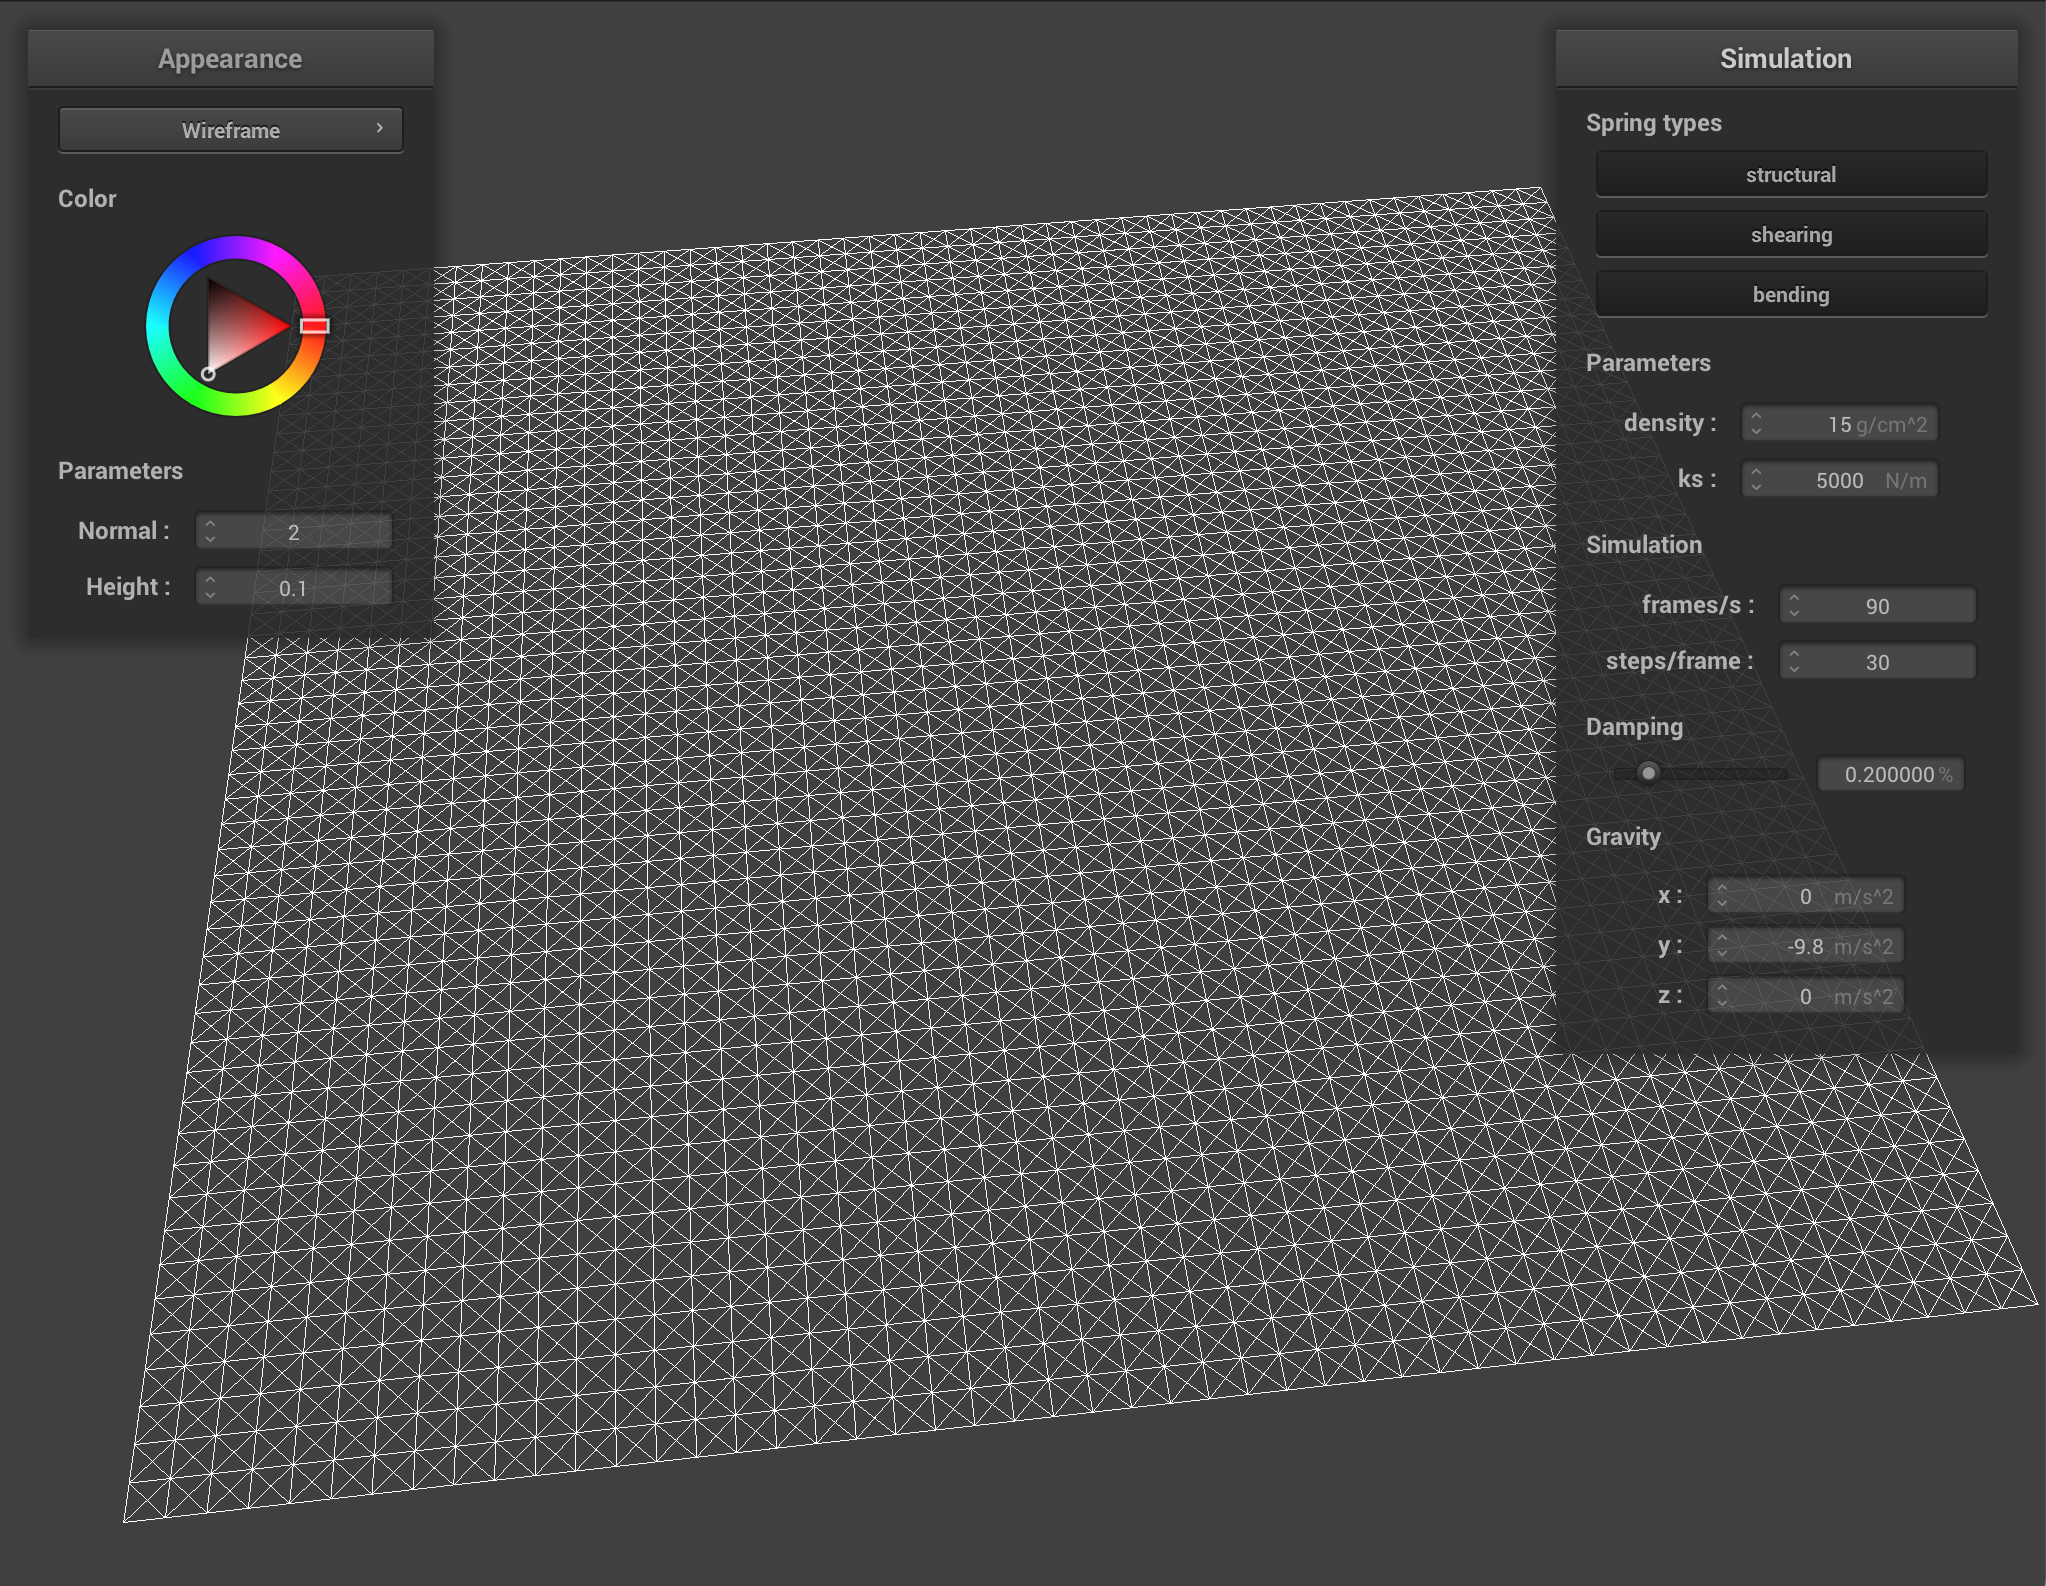 Appearance
Wireframe
Color
Parameters
Normal : 2
Height : 0.1
Simulation
Spring types
structural
shearing
bending
Parameters
density : 15 g/cm^2
ks : 5000 N/m
Simulation
frames/s : 90
steps/frame : 30
Damping
0.200000 %
Gravity
x : 0 m/s^2
y : -9.8 m/s^2
z : 0 m/s^2